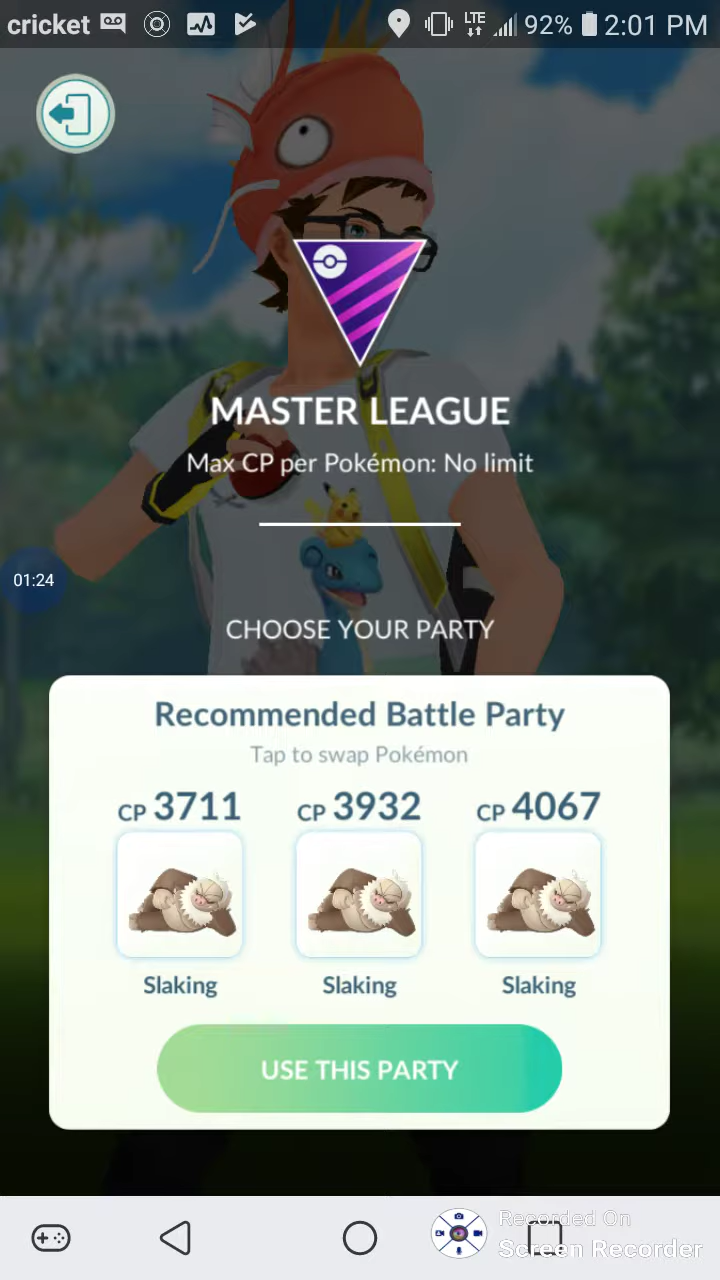 cricket LTE 92% 2:01 PM
MASTER LEAGUE
Max CP per Pokémon: No limit
01:24
CHOOSE YOUR PARTY
Recommended Battle Party
Tap to swap Pokémon
CP 3711 CP 3932 CP 4067
Slaking Slaking Slaking
USE THIS PARTY
Recorded On
Screen Recorder